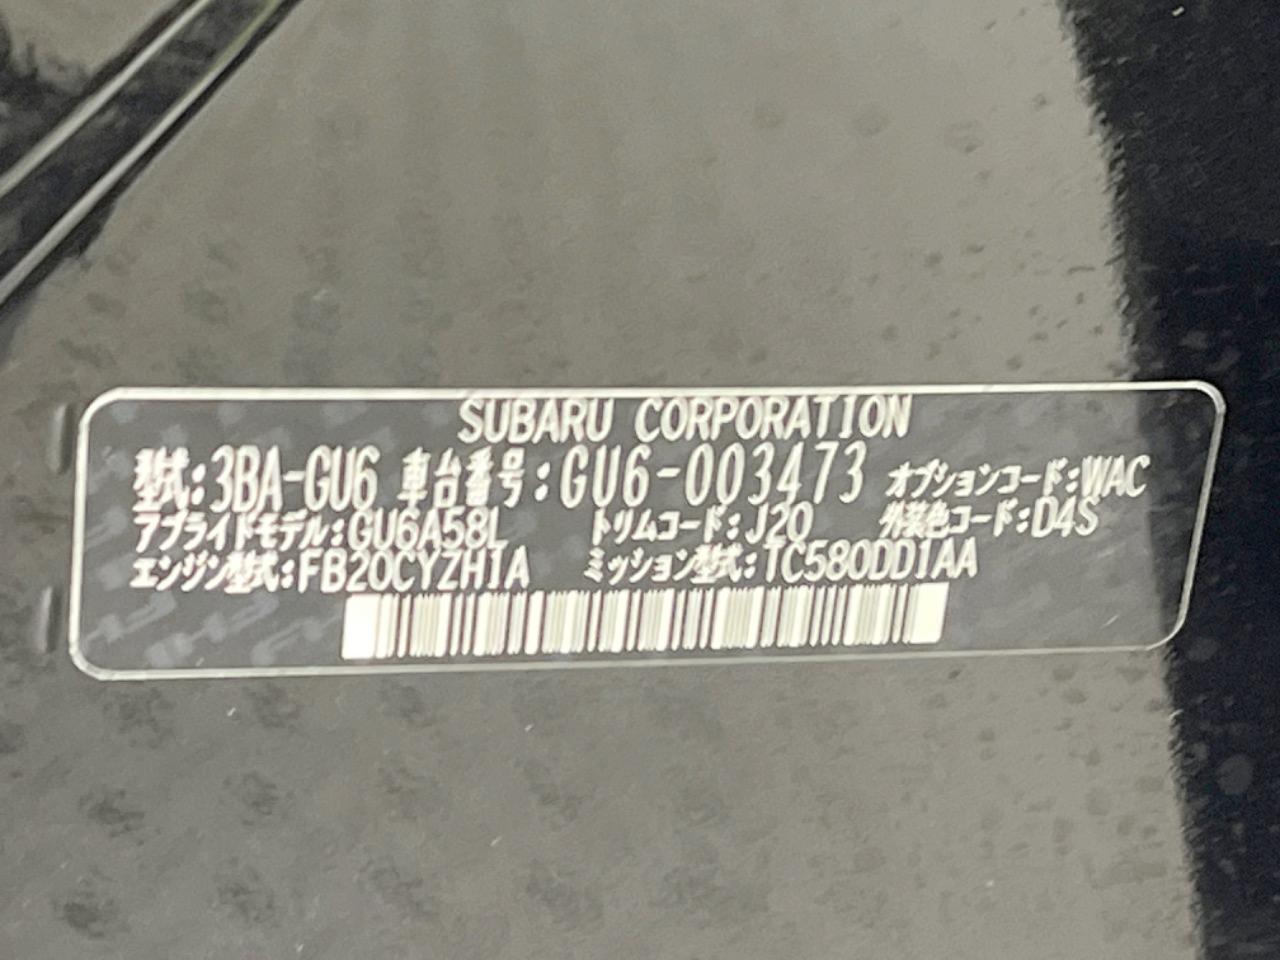 SUBARU CORPORATION
型式:3BA-GU6 車台番号:GU6-003473 オプションコード:WAC
アプライドモデル:GU6A58L トリムコード:J20 外装色コード:D4S
エンジン型式:FB20CYZH1A ミッション型式:TC580DD1AA